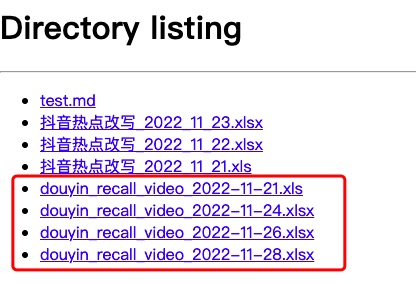 Directory listing
test.md
抖音热点改写_2022_11_23.xlsx
抖音热点改写_2022_11_22.xlsx
抖音热点改写_2022_11_21.xls
douyin_recall_video_2022-11-21.xls
douyin_recall_video_2022-11-24.xlsx
douyin_recall_video_2022-11-26.xlsx
douyin_recall_video_2022-11-28.xlsx